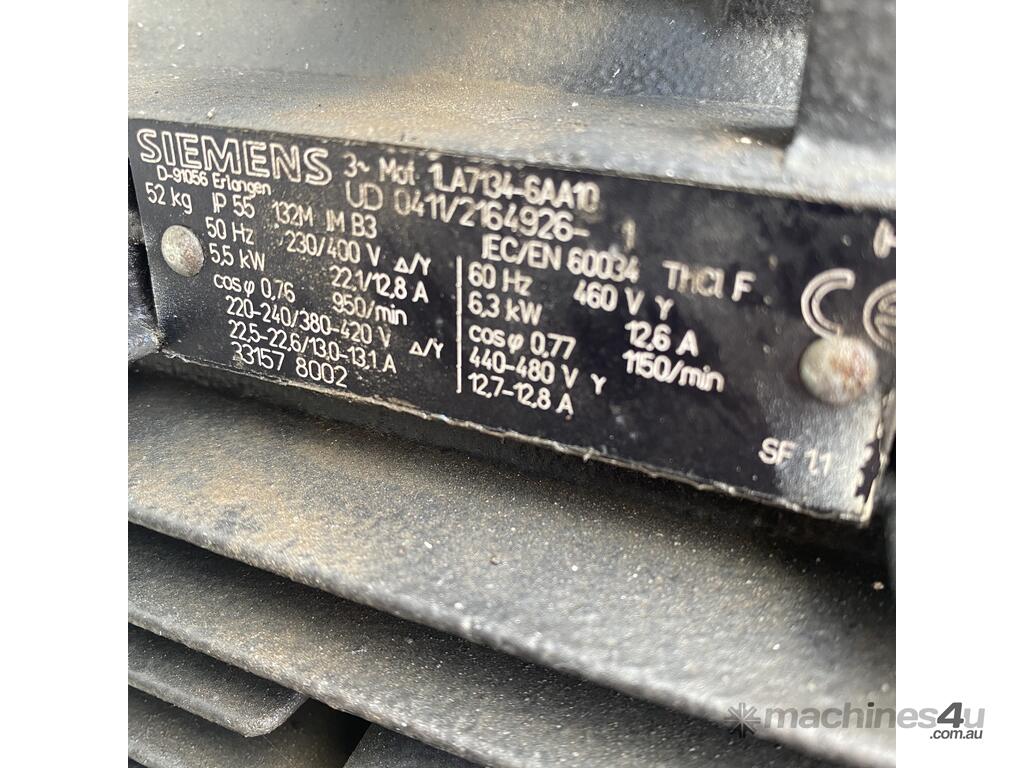 SIEMENS 3~ Mot. 1LA7134-6AA10
D-91056 Erlangen UD 0411/2164926- 1
52 kg IP 55 132M IM B3 IEC/EN 60034 ThCl F
50 Hz 230/400 V Δ/Y
5,5 kW 22,1/12,8 A
cosφ 0,76 950/min
220-240/380-420 V Δ/Y
22,5-22,6/13,0-13,1 A
33157 8002
60 Hz 460 V Y
6,3 kW 12,6 A
cosφ 0,77 1150/min
440-480 V Y
12,7-12,8 A
CE
SF 1,1
machines4u
.com.au